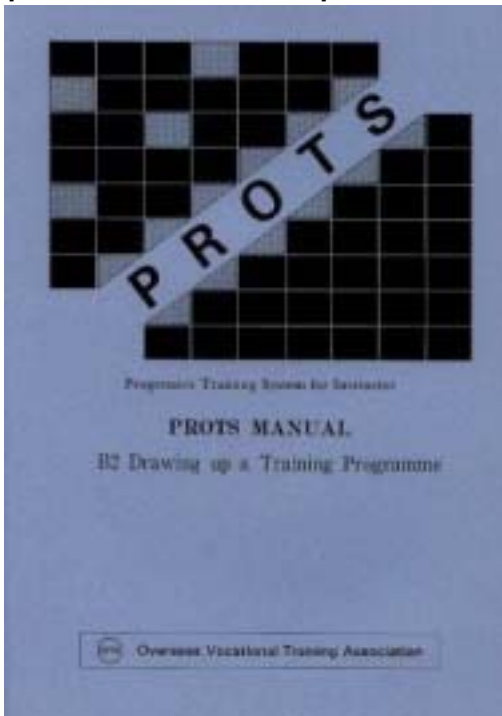 PROTS
Progressive Training System for Instructor
PROTS MANUAL
B2 Drawing up a Training Programme
Overseas Vocational Training Association